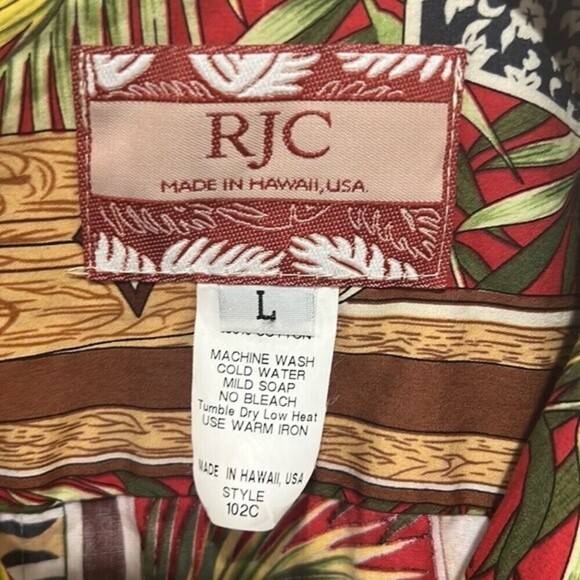 RJC
MADE IN HAWAII, USA.
L
COTTON
MACHINE WASH
COLD WATER
MILD SOAP
NO BLEACH
Tumble Dry Low Heat
USE WARM IRON
MADE IN HAWAII, USA
STYLE
102C